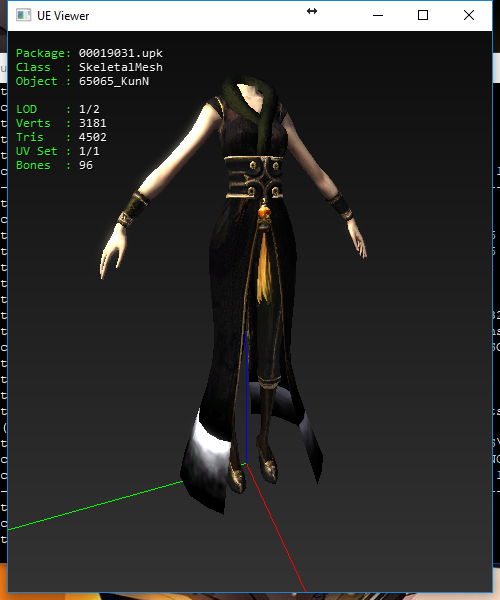 UE Viewer
Package: 00019031.upk
Class : SkeletalMesh
Object : 65065_KunN
LOD : 1/2
Verts : 3181
Tris : 4502
UV Set : 1/1
Bones : 96